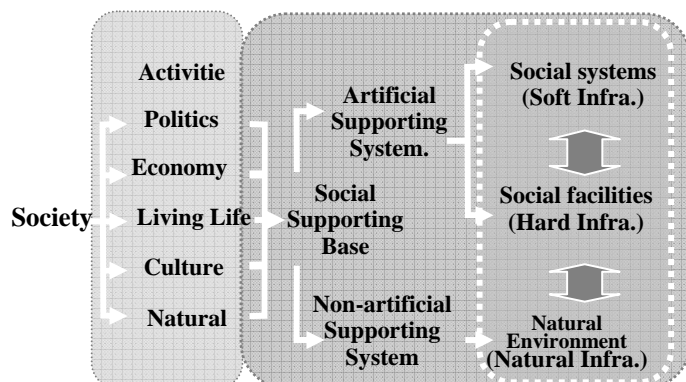 Society
Activitie
Politics
Economy
Living Life
Culture
Natural
Social
Supporting
Base
Artificial
Supporting
System.
Non-artificial
Supporting
System
Social systems
(Soft Infra.)
Social facilities
(Hard Infra.)
Natural
Environment
(Natural Infra.)